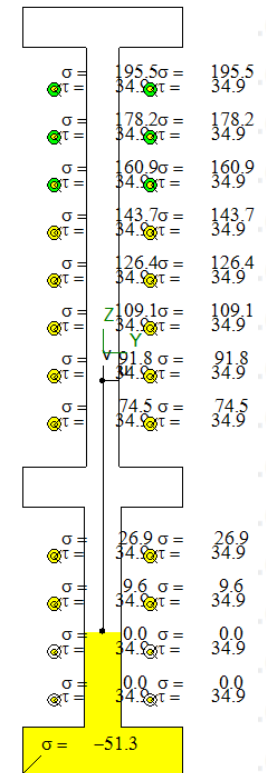 σ = 195.5 σ = 195.5
τ = 34.9 τ = 34.9
σ = 178.2 σ = 178.2
τ = 34.9 τ = 34.9
σ = 160.9 σ = 160.9
τ = 34.9 τ = 34.9
σ = 143.7 σ = 143.7
τ = 34.9 τ = 34.9
σ = 126.4 σ = 126.4
τ = 34.9 τ = 34.9
σ = 109.1 σ = 109.1
τ = 34.9 τ = 34.9
Z
Y
σ = 91.8 σ = 91.8
τ = 34.9 τ = 34.9
σ = 74.5 σ = 74.5
τ = 34.9 τ = 34.9
σ = 26.9 σ = 26.9
τ = 34.9 τ = 34.9
σ = 9.6 σ = 9.6
τ = 34.9 τ = 34.9
σ = 0.0 σ = 0.0
τ = 34.9 τ = 34.9
σ = 0.0 σ = 0.0
τ = 34.9 τ = 34.9
σ = −51.3